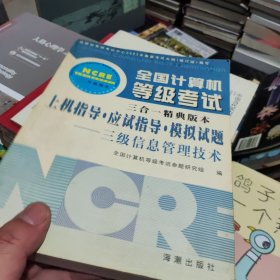 NCRE
全国计算机
等级考试
三合一精典版本
上机指导·应试指导·模拟试题
——三级信息管理技术
全国计算机等级考试命题研究组 编
NCRE
海潮出版社
鸽子